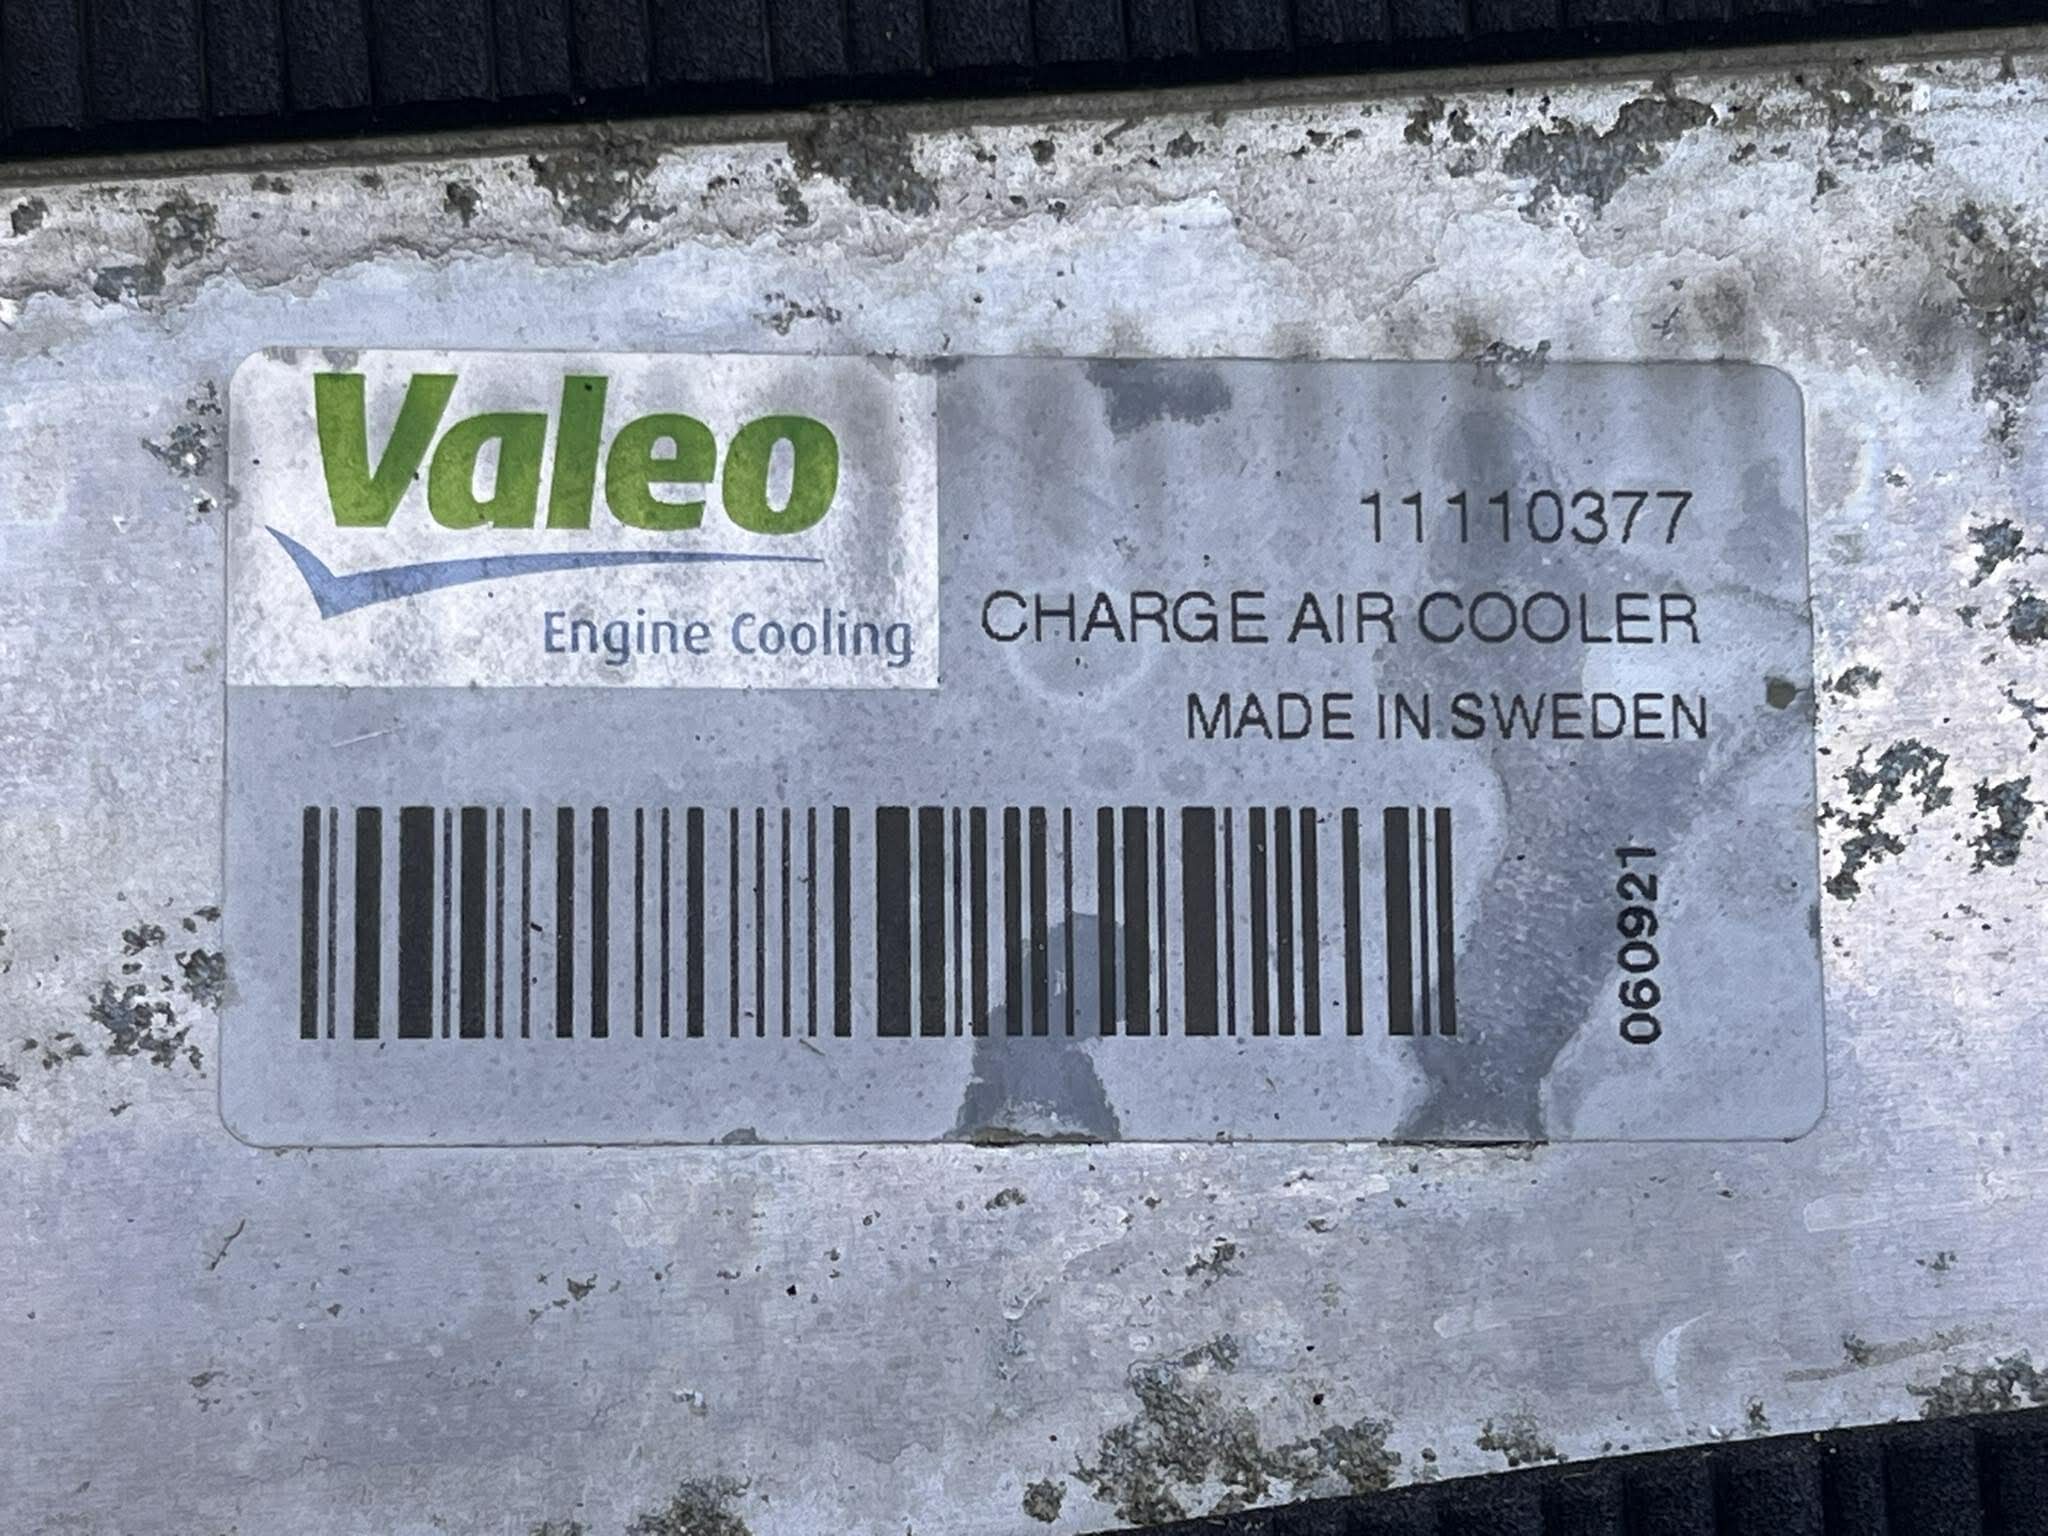 Valeo
Engine Cooling
11110377
CHARGE AIR COOLER
MADE IN SWEDEN
060921